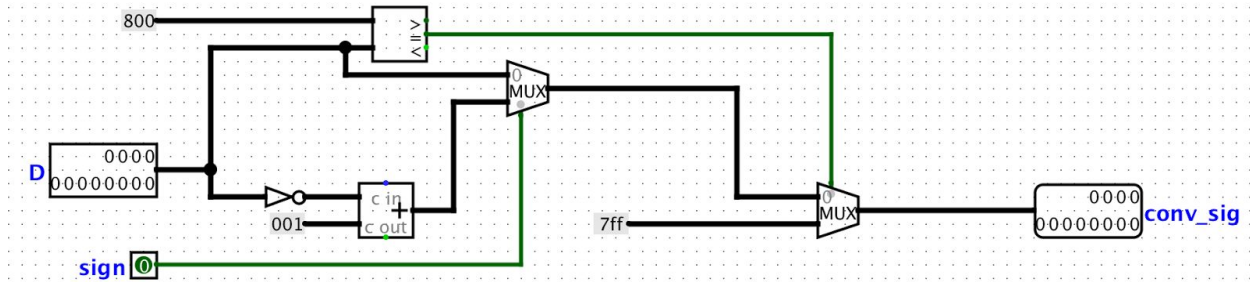 800
>
=
<
0
MUX
D
0000
00000000
c in
+
001
c out
sign
0
7ff
0
MUX
0000
00000000
conv_sig